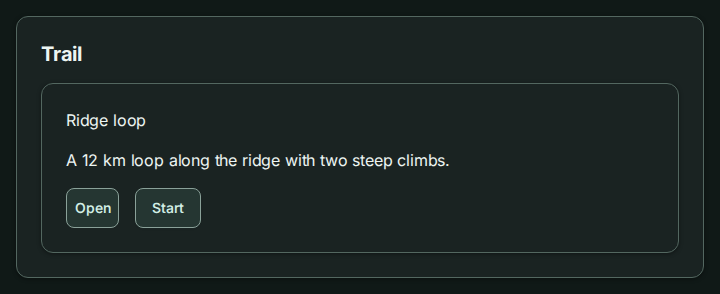 Trail
Ridge loop
A 12 km loop along the ridge with two steep climbs.
Open Start